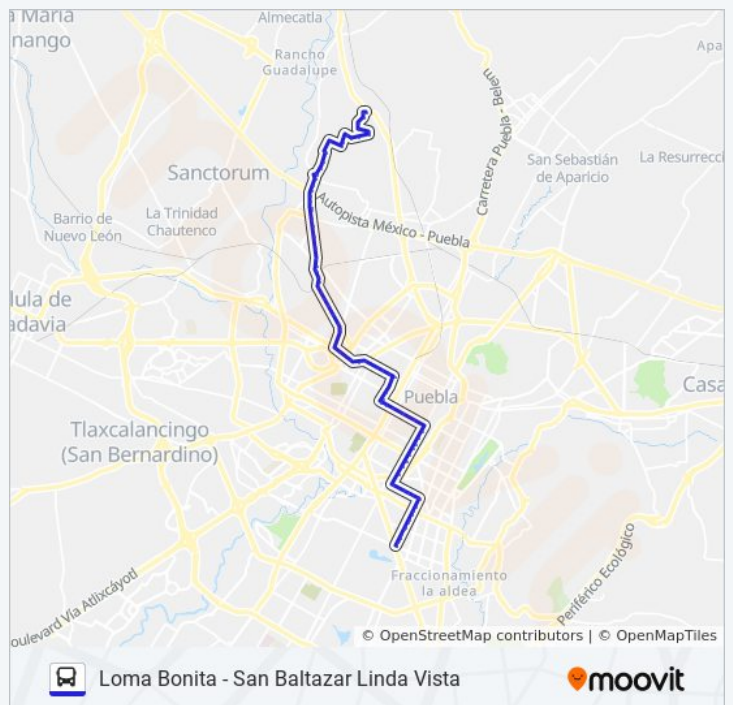 a María
nango
Almecatla
Rancho
Guadalupe
Apa
Carretera Puebla - Belem
San Sebastián
de Aparicio
La Resurrecci
Sanctorum
Autopista México - Puebla
Barrio de
Nuevo León
La Trinidad
Chautenco
lula de
adavia
Puebla
Casa
Tlaxcalancingo
(San Bernardino)
Fraccionamiento
la aldea
Periférico Ecológico
oulevard Vía Atlixcáyotl
© OpenStreetMap contributors | © OpenMapTiles
Loma Bonita - San Baltazar Linda Vista
moovit